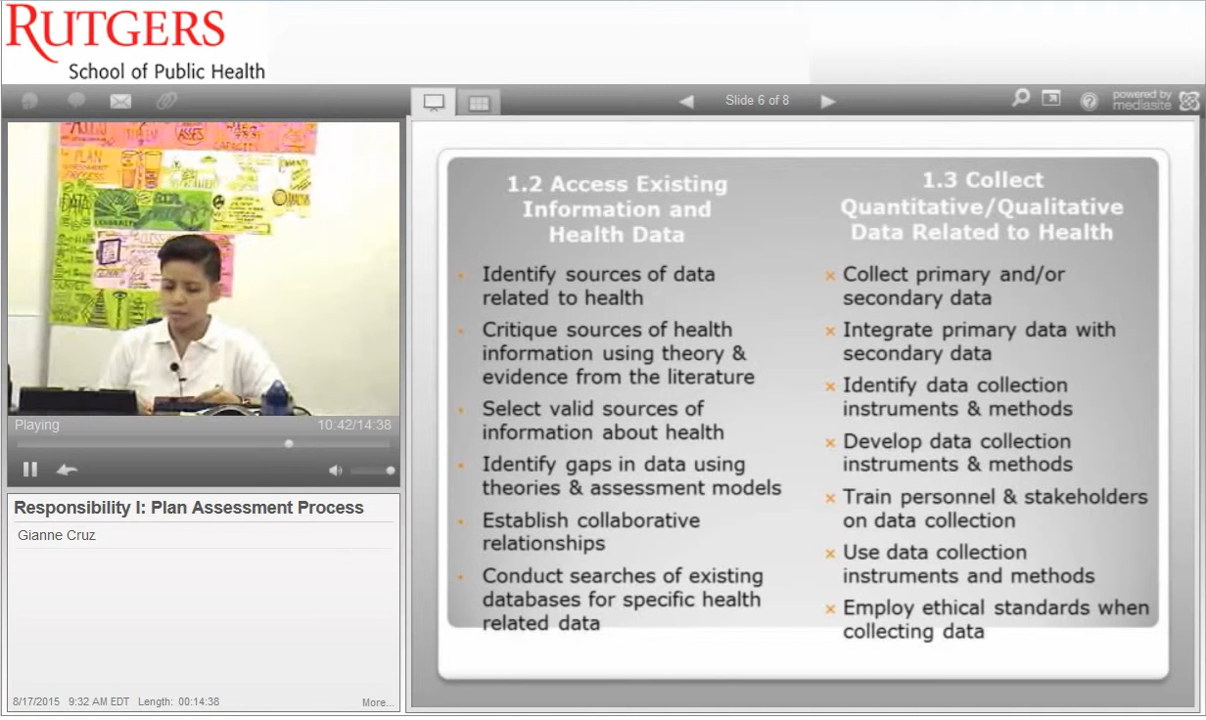 RUTGERS
School of Public Health
Slide 6 of 8
powered by
mediasite
PLAN
DATA
ASSES
CAPACITY
Playing
10:42/14:38
Responsibility I: Plan Assessment Process
Gianne Cruz
8/17/2015 9:32 AM EDT Length: 00:14:38
More...
1.2 Access Existing
Information and
Health Data
Identify sources of data
related to health
Critique sources of health
information using theory &
evidence from the literature
Select valid sources of
information about health
Identify gaps in data using
theories & assessment models
Establish collaborative
relationships
Conduct searches of existing
databases for specific health
related data
1.3 Collect
Quantitative/Qualitative
Data Related to Health
Collect primary and/or
secondary data
Integrate primary data with
secondary data
Identify data collection
instruments & methods
Develop data collection
instruments & methods
Train personnel & stakeholders
on data collection
Use data collection
instruments and methods
Employ ethical standards when
collecting data